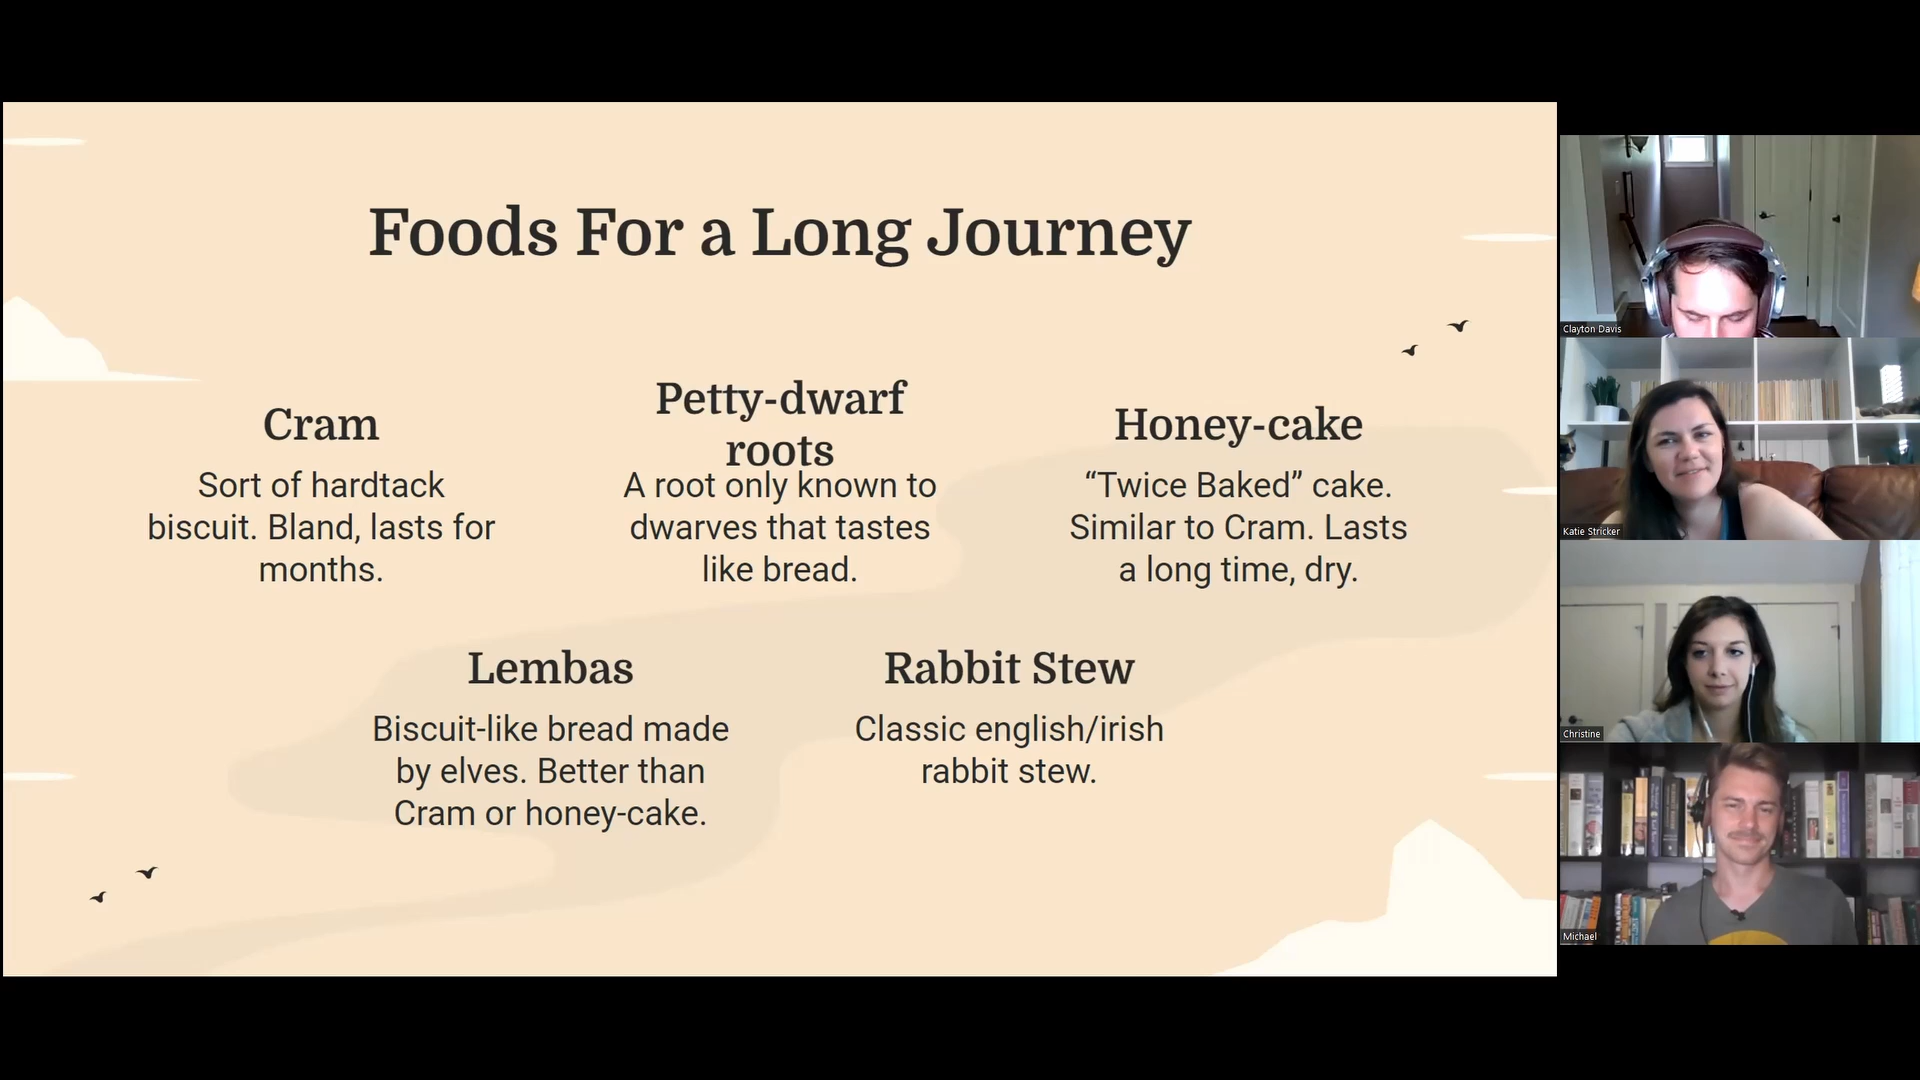 Foods For a Long Journey
Cram
Sort of hardtack
biscuit. Bland, lasts for
months.
Petty-dwarf
roots
A root only known to
dwarves that tastes
like bread.
Honey-cake
“Twice Baked” cake.
Similar to Cram. Lasts
a long time, dry.
Lembas
Biscuit-like bread made
by elves. Better than
Cram or honey-cake.
Rabbit Stew
Classic english/irish
rabbit stew.
Clayton Davis
Katie Stricker
Christine
Michael